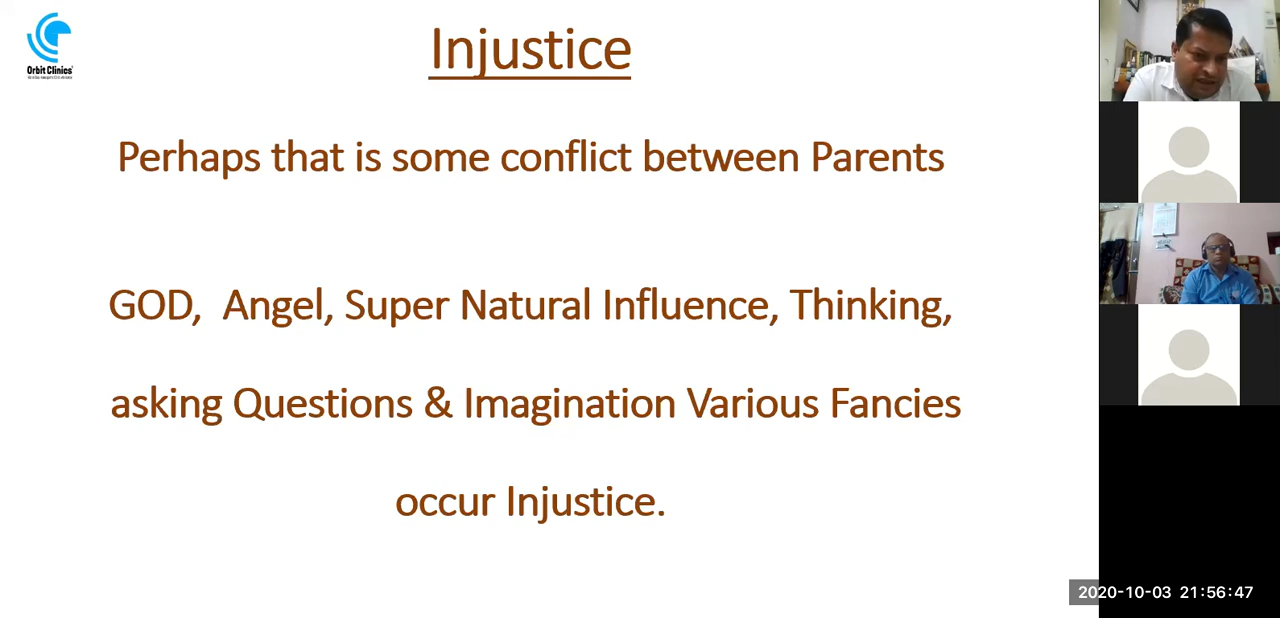 Orbit Clinics
Injustice
Perhaps that is some conflict between Parents
GOD, Angel, Super Natural Influence, Thinking,
asking Questions & Imagination Various Fancies
occur Injustice.
2020-10-03 21:56:47